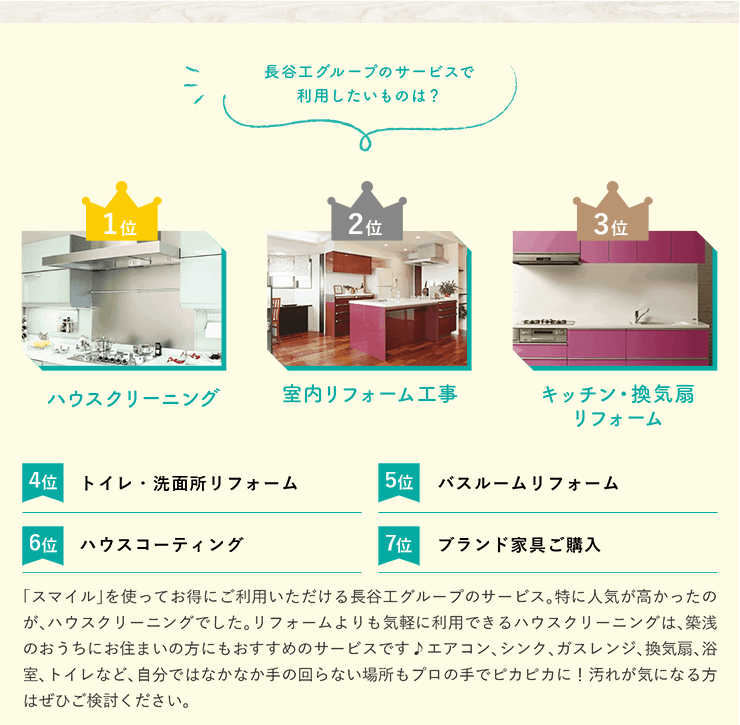 長谷工グループのサービスで
利用したいものは？
1位
2位
3位
ハウスクリーニング
室内リフォーム工事
キッチン・換気扇
リフォーム
4位 トイレ・洗面所リフォーム
5位 バスルームリフォーム
6位 ハウスコーティング
7位 ブランド家具ご購入
「スマイル」を使ってお得にご利用いただける長谷工グループのサービス。特に人気が高かったの
が、ハウスクリーニングでした。リフォームよりも気軽に利用できるハウスクリーニングは、築浅
のおうちにお住まいの方にもおすすめのサービスです♪エアコン、シンク、ガスレンジ、換気扇、浴
室、トイレなど、自分ではなかなか手の回らない場所もプロの手でピカピカに！汚れが気になる方
はぜひご検討ください。